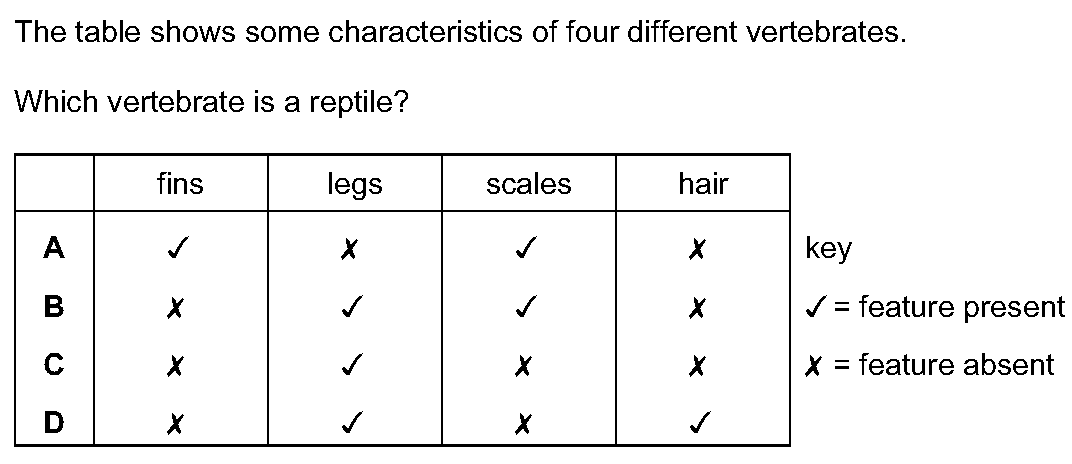 The table shows some characteristics of four different vertebrates.
Which vertebrate is a reptile?
fins legs scales hair
A ✓ ✗ ✓ ✗ key
B ✗ ✓ ✓ ✗ ✓ = feature present
C ✗ ✓ ✗ ✗ ✗ = feature absent
D ✗ ✓ ✗ ✓